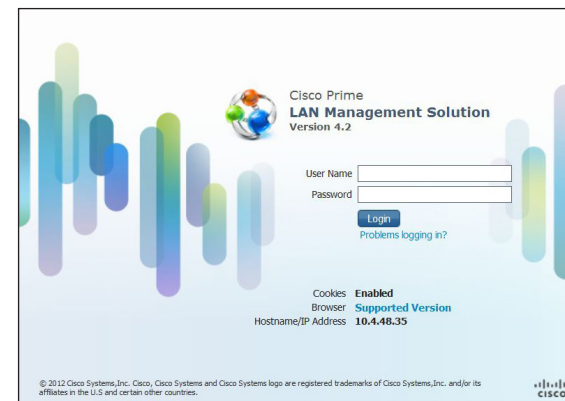 Cisco Prime
LAN Management Solution
Version 4.2
User Name
Password
Login
Problems logging in?
Cookies Enabled
Browser Supported Version
Hostname/IP Address 10.4.48.35
© 2012 Cisco Systems,Inc. Cisco, Cisco Systems and Cisco Systems logo are registered trademarks of Cisco Systems,Inc. and/or its
affiliates in the U.S and certain other countries.
CISCO